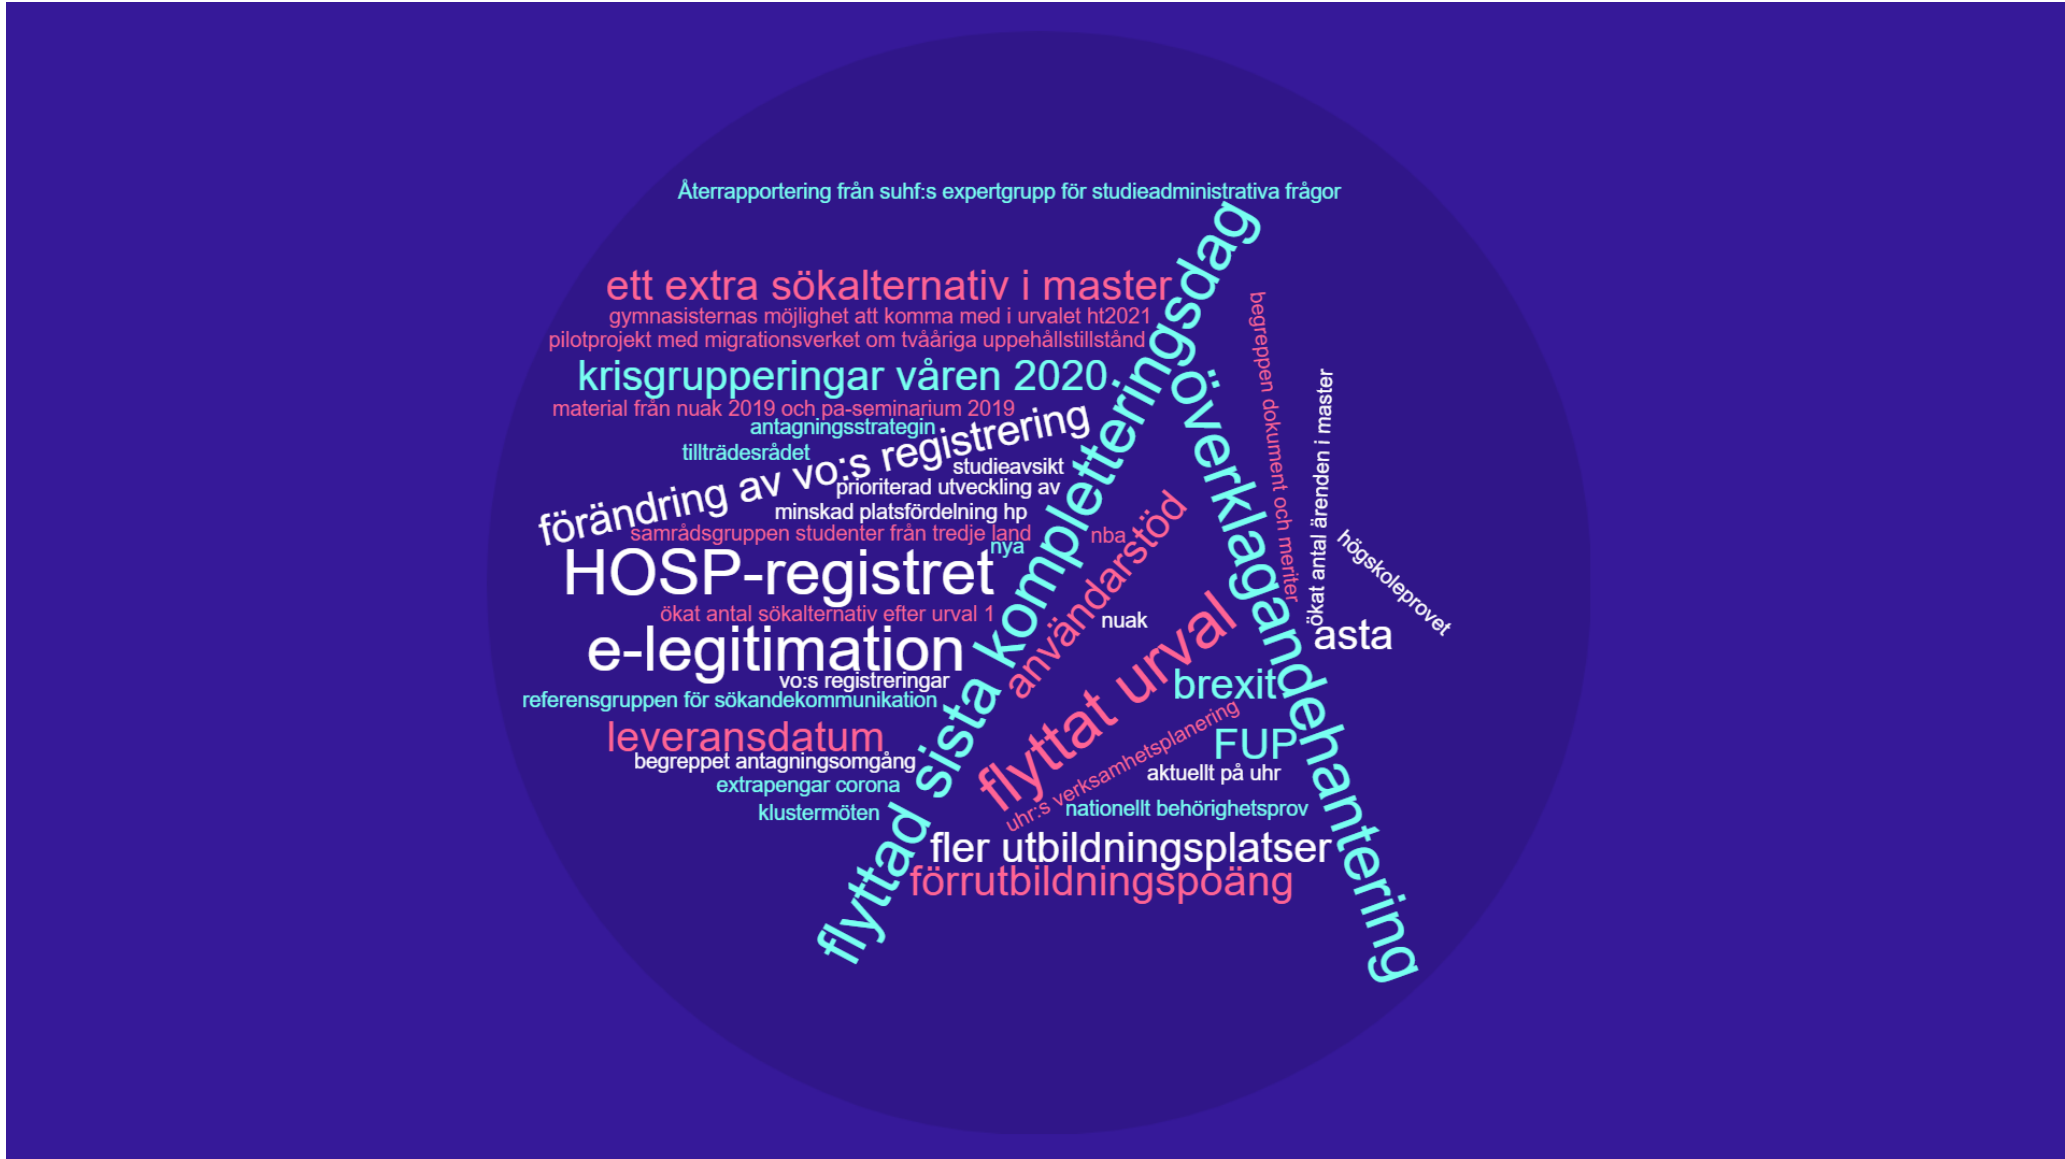 Återrapportering från suhf:s expertgrupp för studieadministrativa frågor
flyttad sista kompletteringsdag
ett extra sökalternativ i master
gymnasisternas möjlighet att komma med i urvalet ht2021
pilotprojekt med migrationsverket om tvååriga uppehållstillstånd
krisgrupperingar våren 2020
material från nuak 2019 och pa-seminarium 2019
antagningsstrategin
förändring av vo:s registrering
tillträdesrådet
studieavsikt
prioriterad utveckling av
minskad platsfördelning hp
samrådsgruppen studenter från tredje land
nya
HOSP-registret
ökat antal sökalternativ efter urval 1
e-legitimation
vo:s registreringar
referensgruppen för sökandekommunikation
leveransdatum
begreppet antagningsomgång
extrapengar corona
klustermöten
överklagandehantering
begreppen dokument och meriter
ökat antal ärenden i master
högskoleprovet
användarstöd
nba
nuak
flyttat urval
asta
brexit
uhr:s verksamhetsplanering
FUP
aktuellt på uhr
nationellt behörighetsprov
fler utbildningsplatser
förrutbildningspoäng